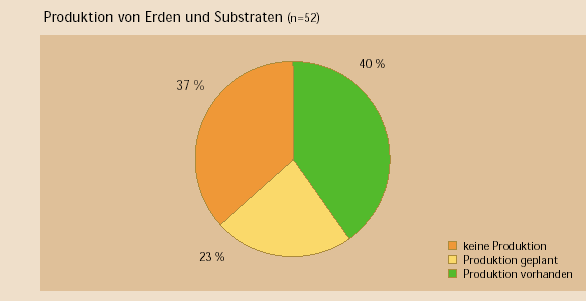 Produktion von Erden und Substraten (n=52)
40 %
37 %
23 %
keine Produktion
Produktion geplant
Produktion vorhanden